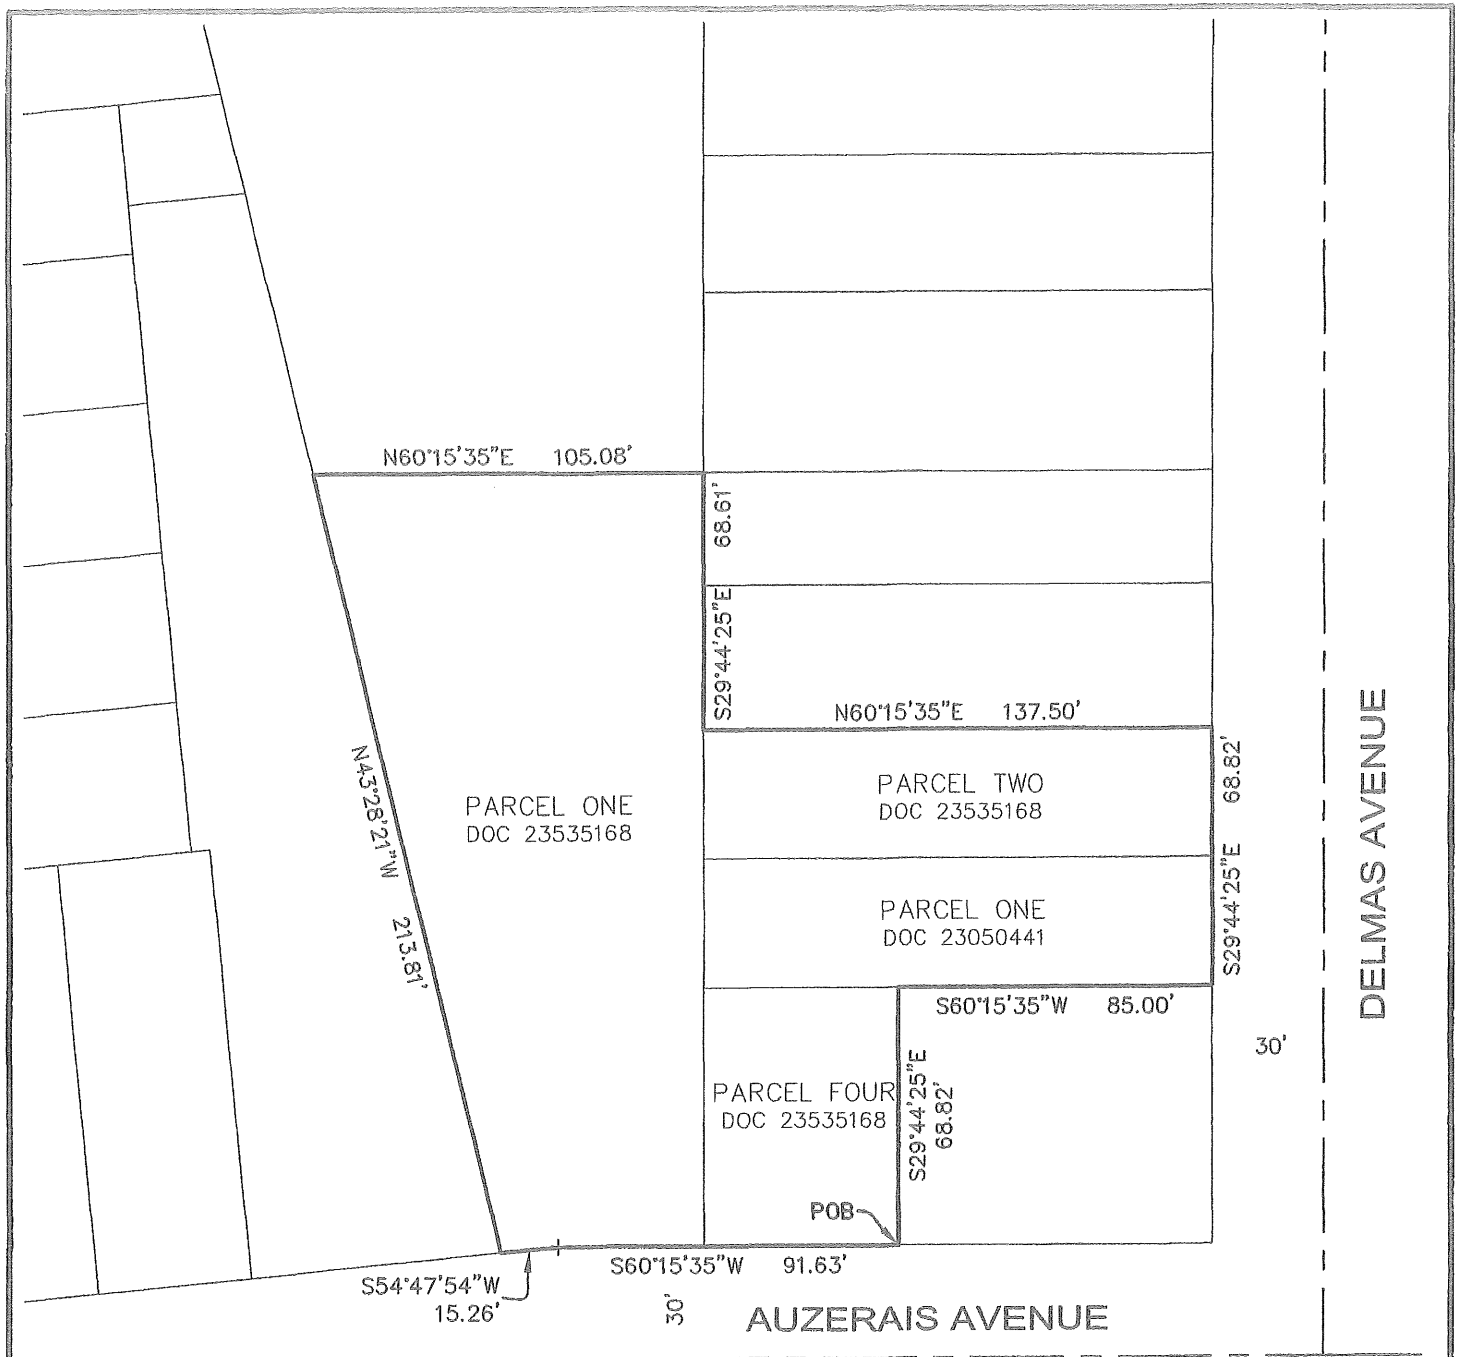 N60°15'35"E 105.08'
68.61'
S29°44'25"E
N60°15'35"E 137.50'
68.82'
S29°44'25"E
N43°28'21"W 213.81'
PARCEL ONE
DOC 23535168
PARCEL TWO
DOC 23535168
PARCEL ONE
DOC 23050441
S60°15'35"W 85.00'
30'
DELMAS AVENUE
PARCEL FOUR
DOC 23535168
S29°44'25"E
68.82'
POB
S60°15'35"W 91.63'
S54°47'54"W
15.26'
30'
AUZERAIS AVENUE